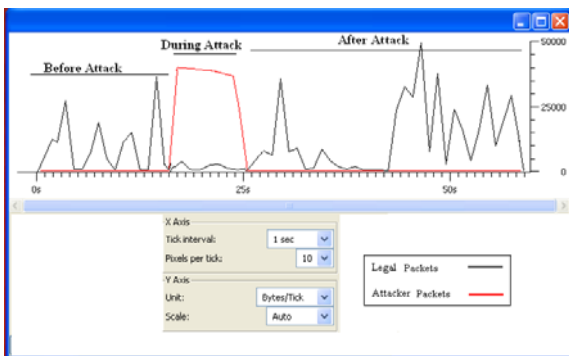 Before Attack
During Attack
After Attack
50000
25000
0
0s
25s
50s
X Axis
Tick interval: 1 sec
Pixels per tick: 10
Y Axis
Unit: Bytes/Tick
Scale: Auto
Legal Packets
Attacker Packets